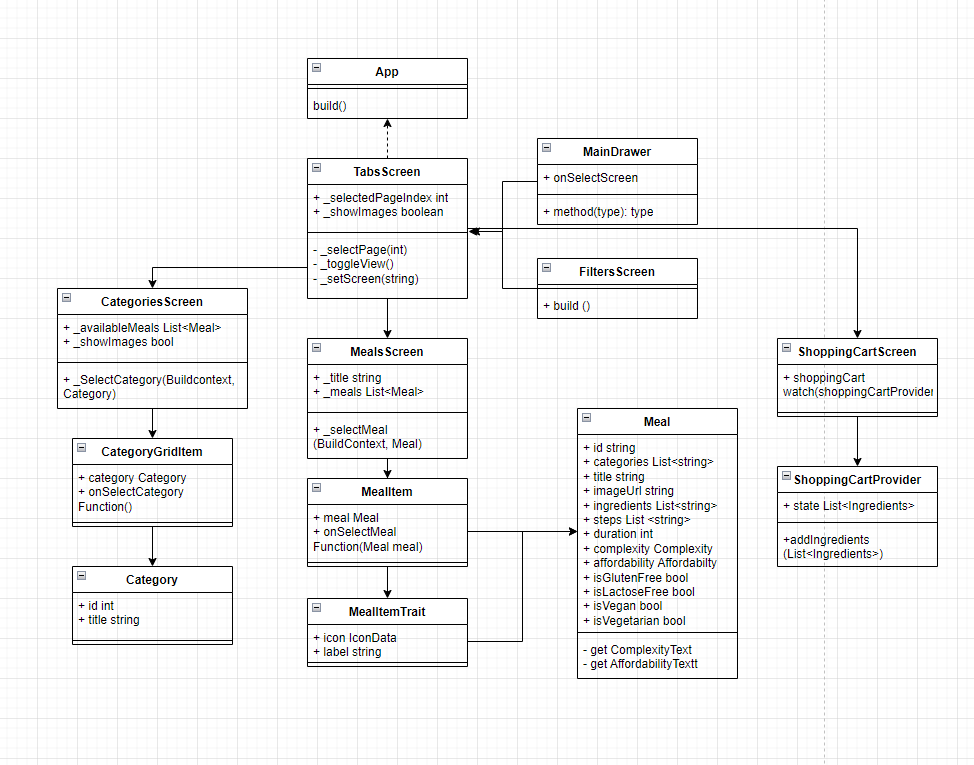 App
build()
TabsScreen
+ _selectedPageIndex int
+ _showImages boolean
- _selectPage(int)
- _toggleView()
- _setScreen(string)
MainDrawer
+ onSelectScreen
+ method(type): type
FiltersScreen
+ build ()
CategoriesScreen
+ _availableMeals List<Meal>
+ _showImages bool
+ _SelectCategory(Buildcontext,
Category)
CategoryGridItem
+ category Category
+ onSelectCategory
Function()
Category
+ id int
+ title string
MealsScreen
+ _title string
+ _meals List<Meal>
+ _selectMeal
(BuildContext, Meal)
MealItem
+ meal Meal
+ onSelectMeal
Function(Meal meal)
MealItemTrait
+ icon IconData
+ label string
Meal
+ id string
+ categories List<string>
+ title string
+ imageUrl string
+ ingredients List<string>
+ steps List <string>
+ duration int
+ complexity Complexity
+ affordability Affordabilty
+ isGlutenFree bool
+ isLactoseFree bool
+ isVegan bool
+ isVegetarian bool
- get ComplexityText
- get AffordabilityTextt
ShoppingCartScreen
+ shoppingCart
watch(shoppingCartProvider
ShoppingCartProvider
+ state List<Ingredients>
+addIngredients
(List<Ingredients>)